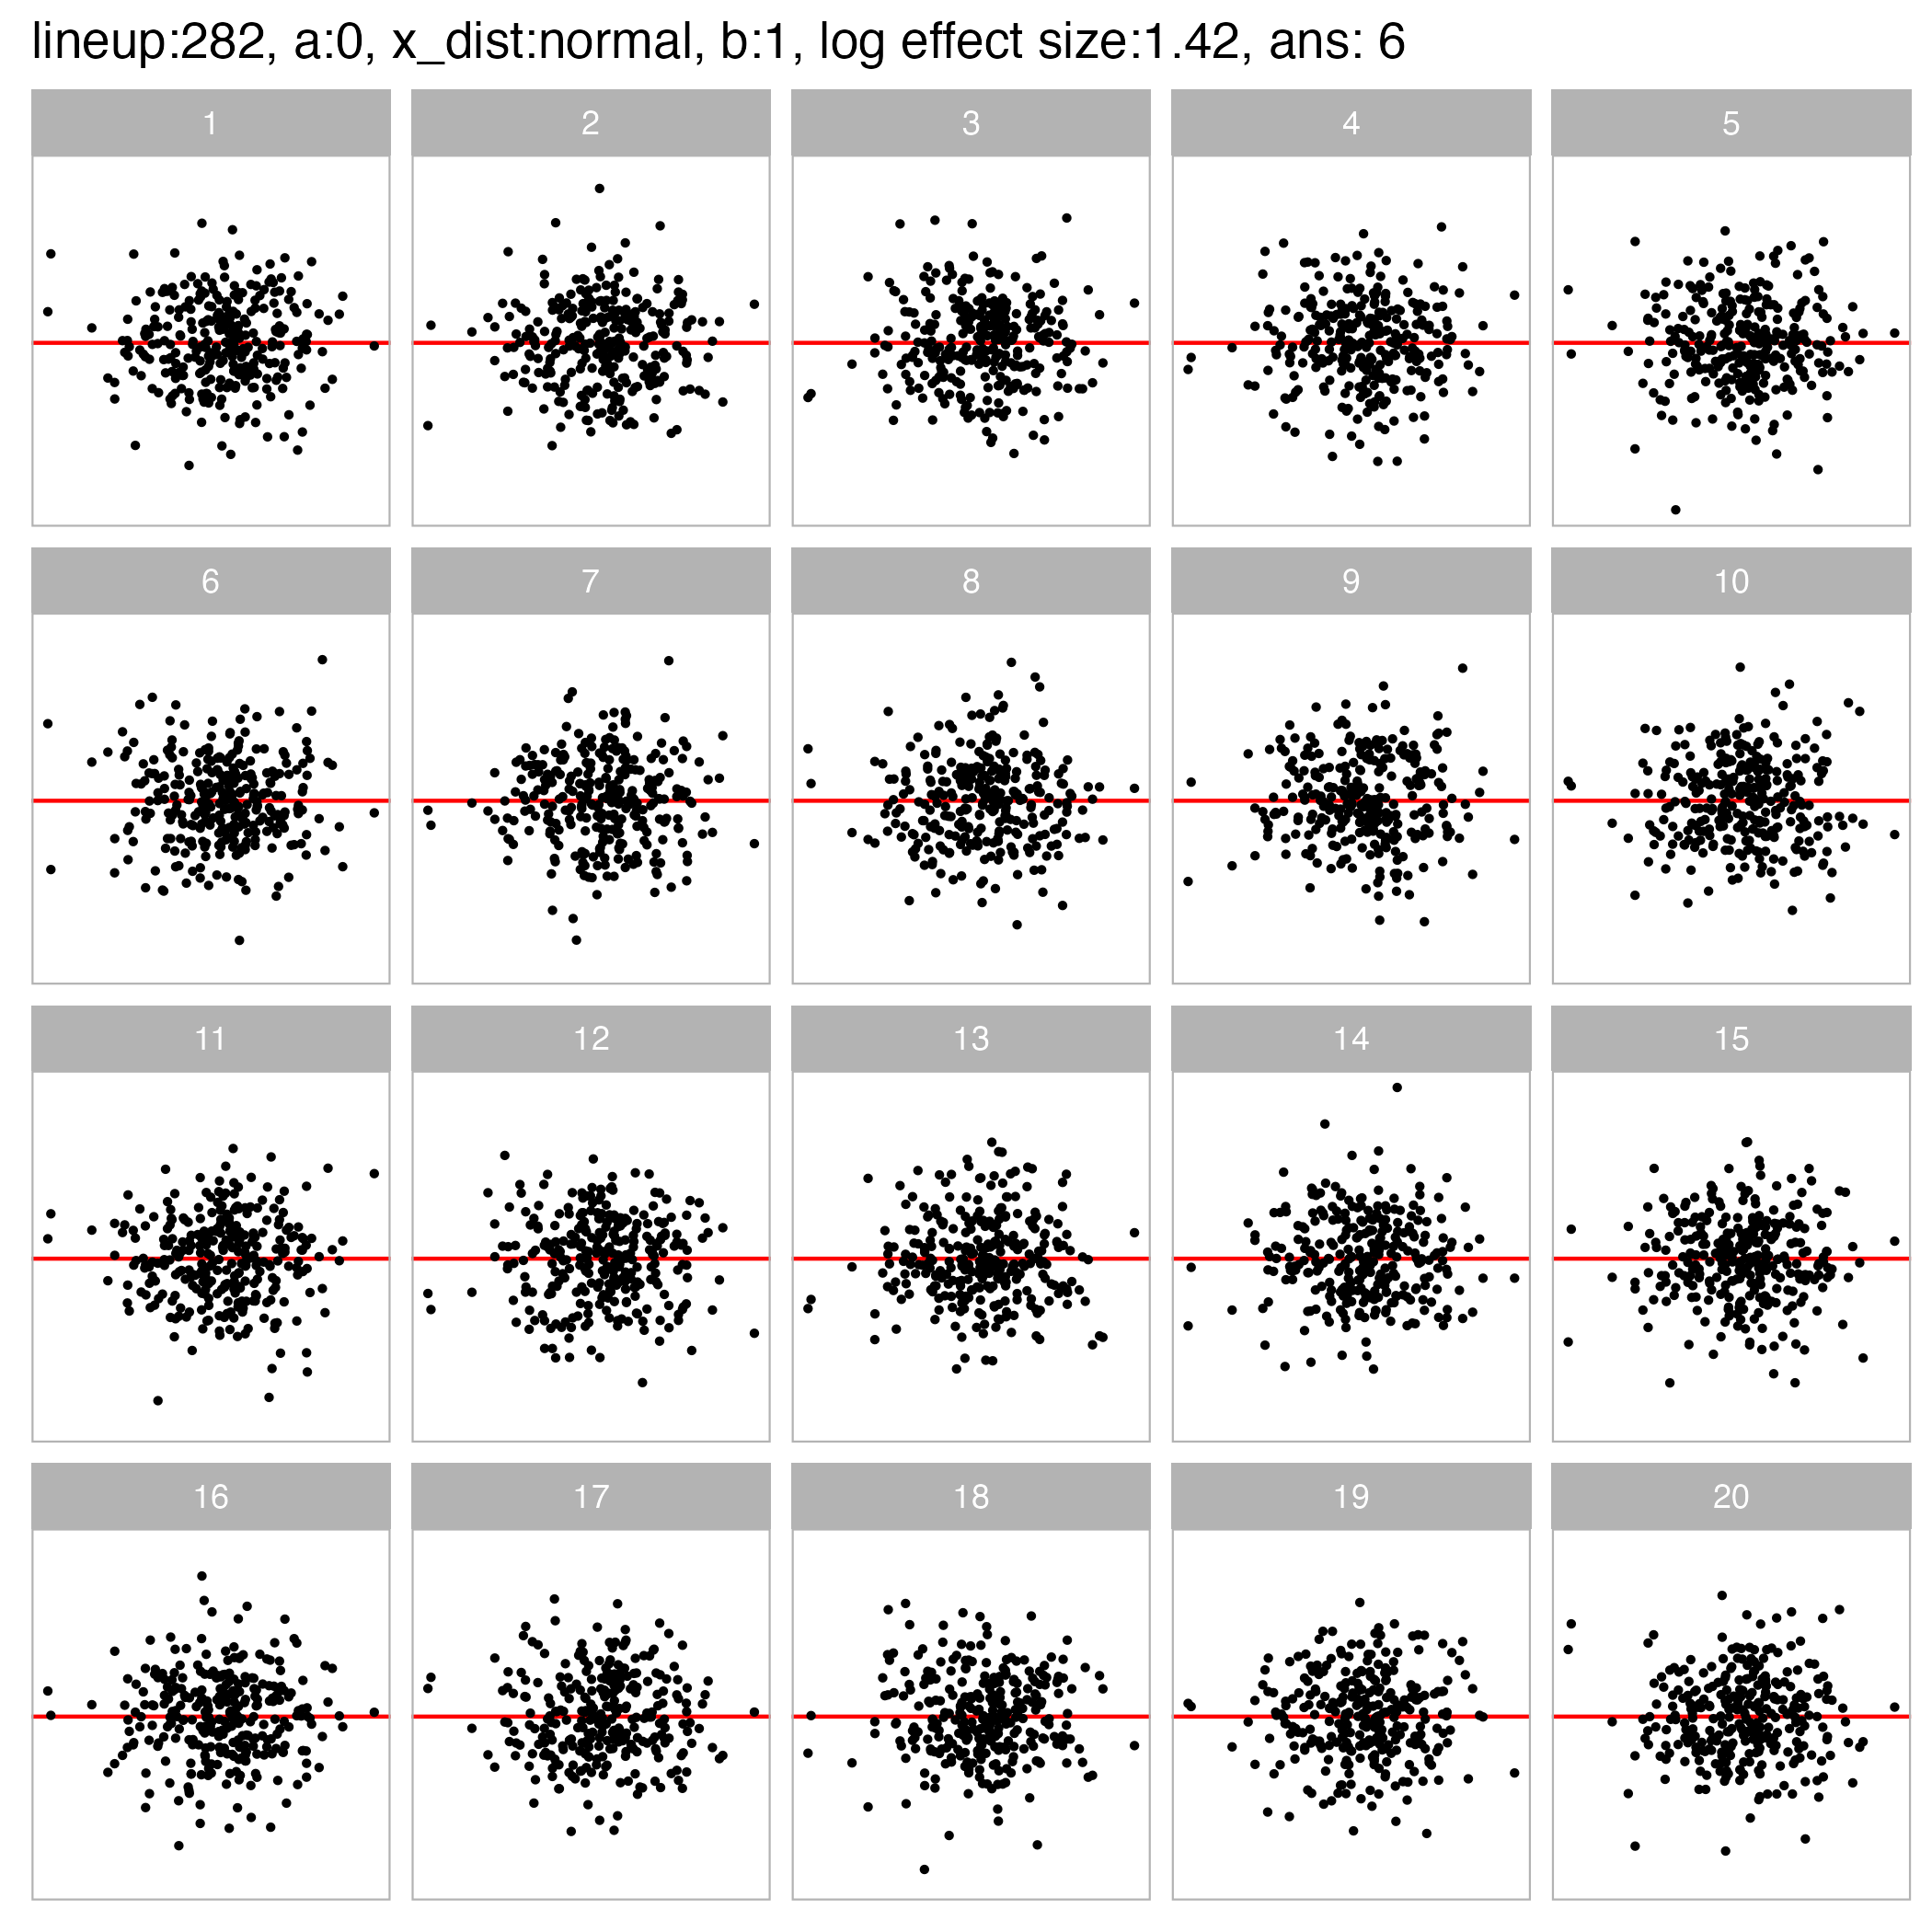 lineup:282, a:0, x_dist:normal, b:1, log effect size:1.42, ans: 6
1 2 3 4 5
6 7 8 9 10
11 12 13 14 15
16 17 18 19 20